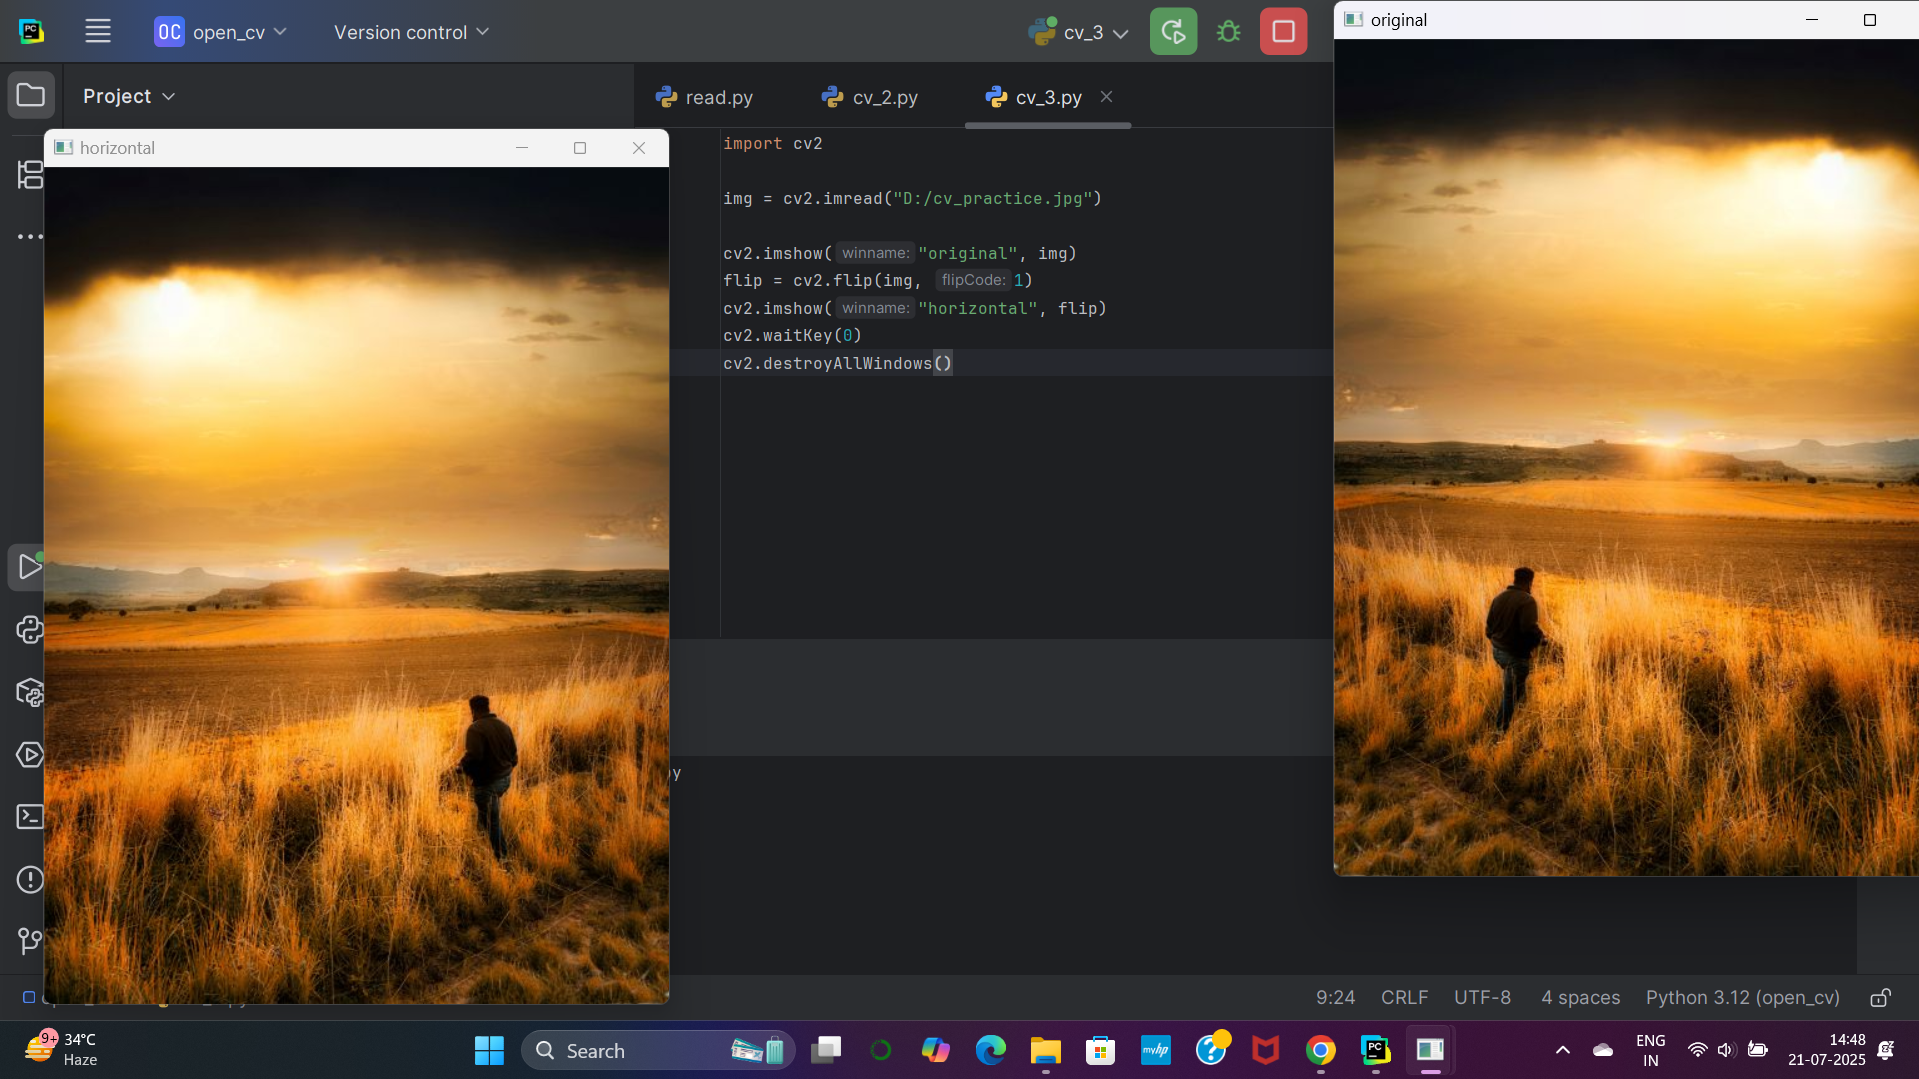 PC
OC open_cv
Version control
cv_3
original
Project
read.py
cv_2.py
cv_3.py
horizontal
import cv2
img = cv2.imread("D:/cv_practice.jpg")
cv2.imshow( winname: "original", img)
flip = cv2.flip(img, flipCode: 1)
cv2.imshow( winname: "horizontal", flip)
cv2.waitKey(0)
cv2.destroyAllWindows()
y
9:24 CRLF UTF-8 4 spaces Python 3.12 (open_cv)
9+
34°C
Haze
Search
myhp
PC
ENG
IN
14:48
21-07-2025